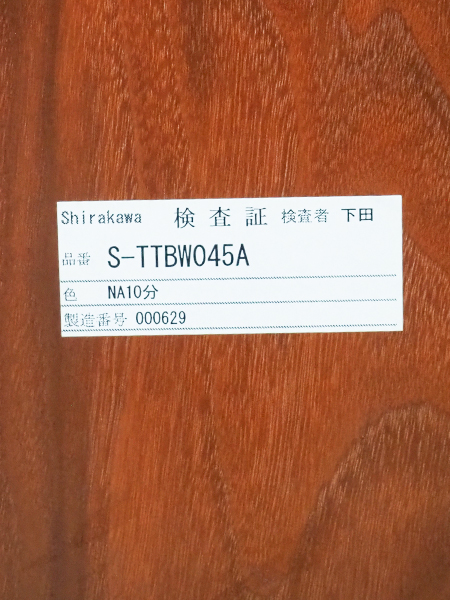 Shirakawa 検査証 検査者 下田
品番 S-TTBW045A
色 NA10分
製造番号 000629